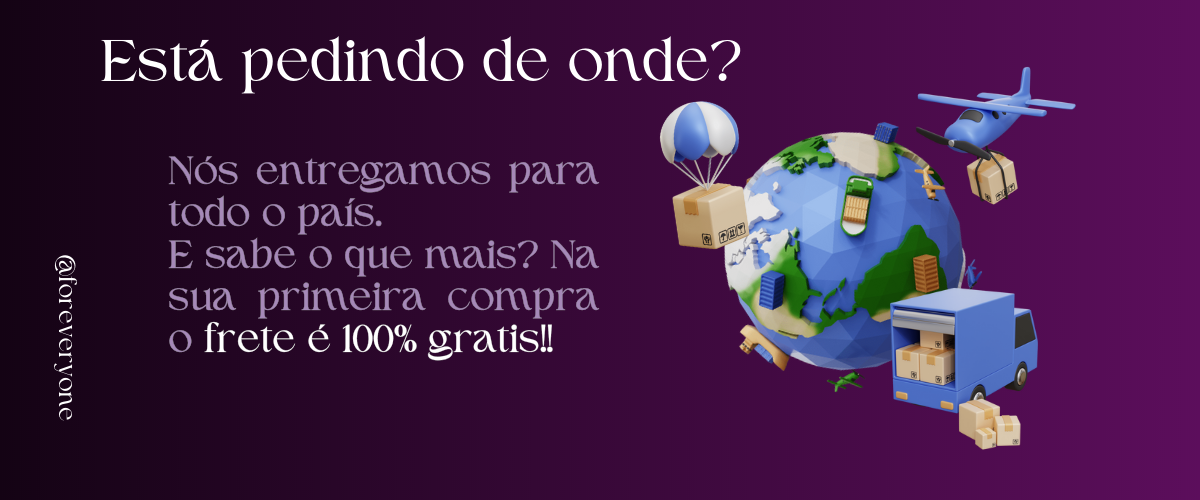 Está pedindo de onde?
Nós entregamos para
todo o país.
E sabe o que mais? Na
sua primeira compra
o frete é 100% gratis!!
@foreveryone